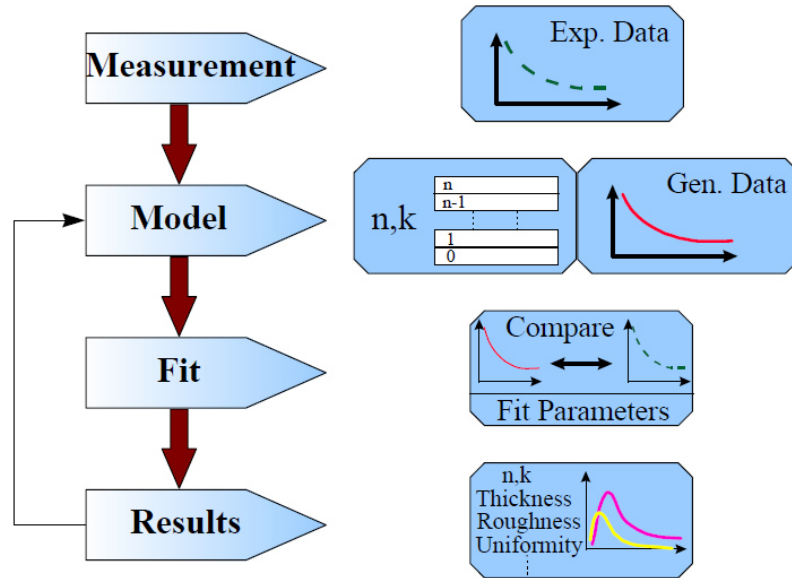 Measurement
Exp. Data
Model
n,k
n
n-1
1
0
Gen. Data
Fit
Compare
Fit Parameters
Results
n,k
Thickness
Roughness
Uniformity